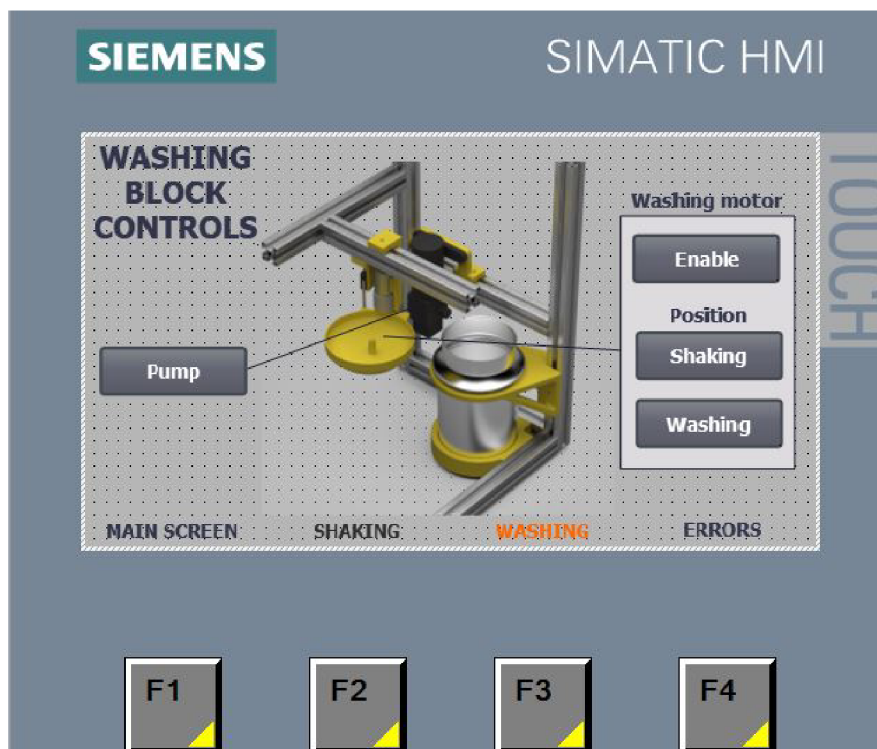 SIEMENS
SIMATIC HMI
TOUCH
WASHING
BLOCK
CONTROLS
Washing motor
Enable
Position
Shaking
Washing
Pump
MAIN SCREEN
SHAKING
WASHING
ERRORS
F1
F2
F3
F4